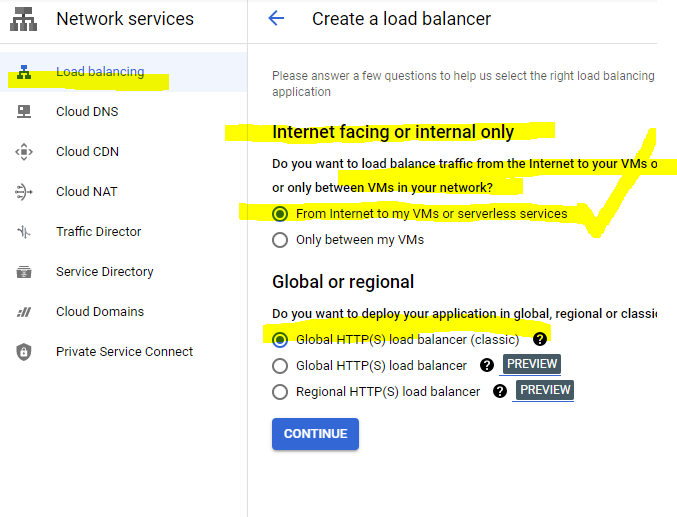 Network services
Create a load balancer
Load balancing
Cloud DNS
Cloud CDN
Cloud NAT
Traffic Director
Service Directory
Cloud Domains
Private Service Connect
Please answer a few questions to help us select the right load balancing
application
Internet facing or internal only
Do you want to load balance traffic from the Internet to your VMs o
or only between VMs in your network?
From Internet to my VMs or serverless services
Only between my VMs
Global or regional
Do you want to deploy your application in global, regional or classi
Global HTTP(S) load balancer (classic) ?
Global HTTP(S) load balancer ? PREVIEW
Regional HTTP(S) load balancer ? PREVIEW
CONTINUE